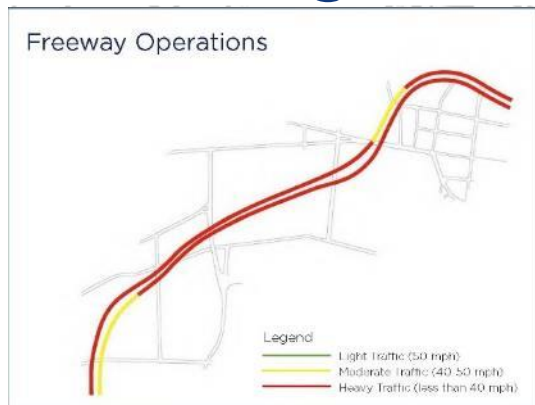 Freeway Operations
Legend
Light Traffic (50 mph)
Moderate Traffic (40-50 mph)
Heavy Traffic (less than 40 mph)